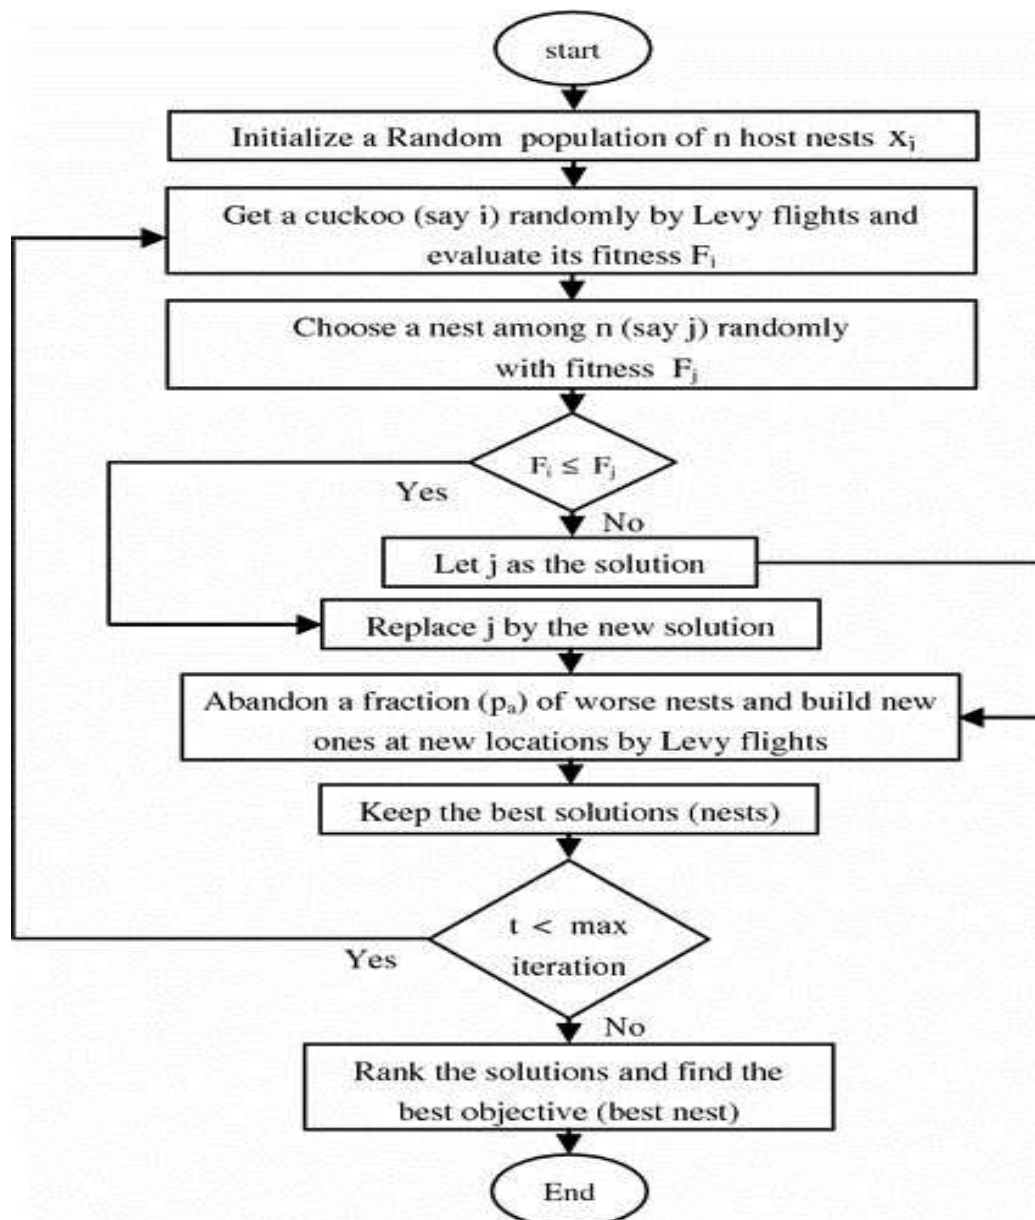 start
Initialize a Random population of n host nests xᵢ
Get a cuckoo (say i) randomly by Levy flights and
evaluate its fitness Fᵢ
Choose a nest among n (say j) randomly
with fitness Fⱼ
Fᵢ ≤ Fⱼ
Yes
No
Let j as the solution
Replace j by the new solution
Abandon a fraction (pₐ) of worse nests and build new
ones at new locations by Levy flights
Keep the best solutions (nests)
t < max
iteration
Yes
No
Rank the solutions and find the
best objective (best nest)
End